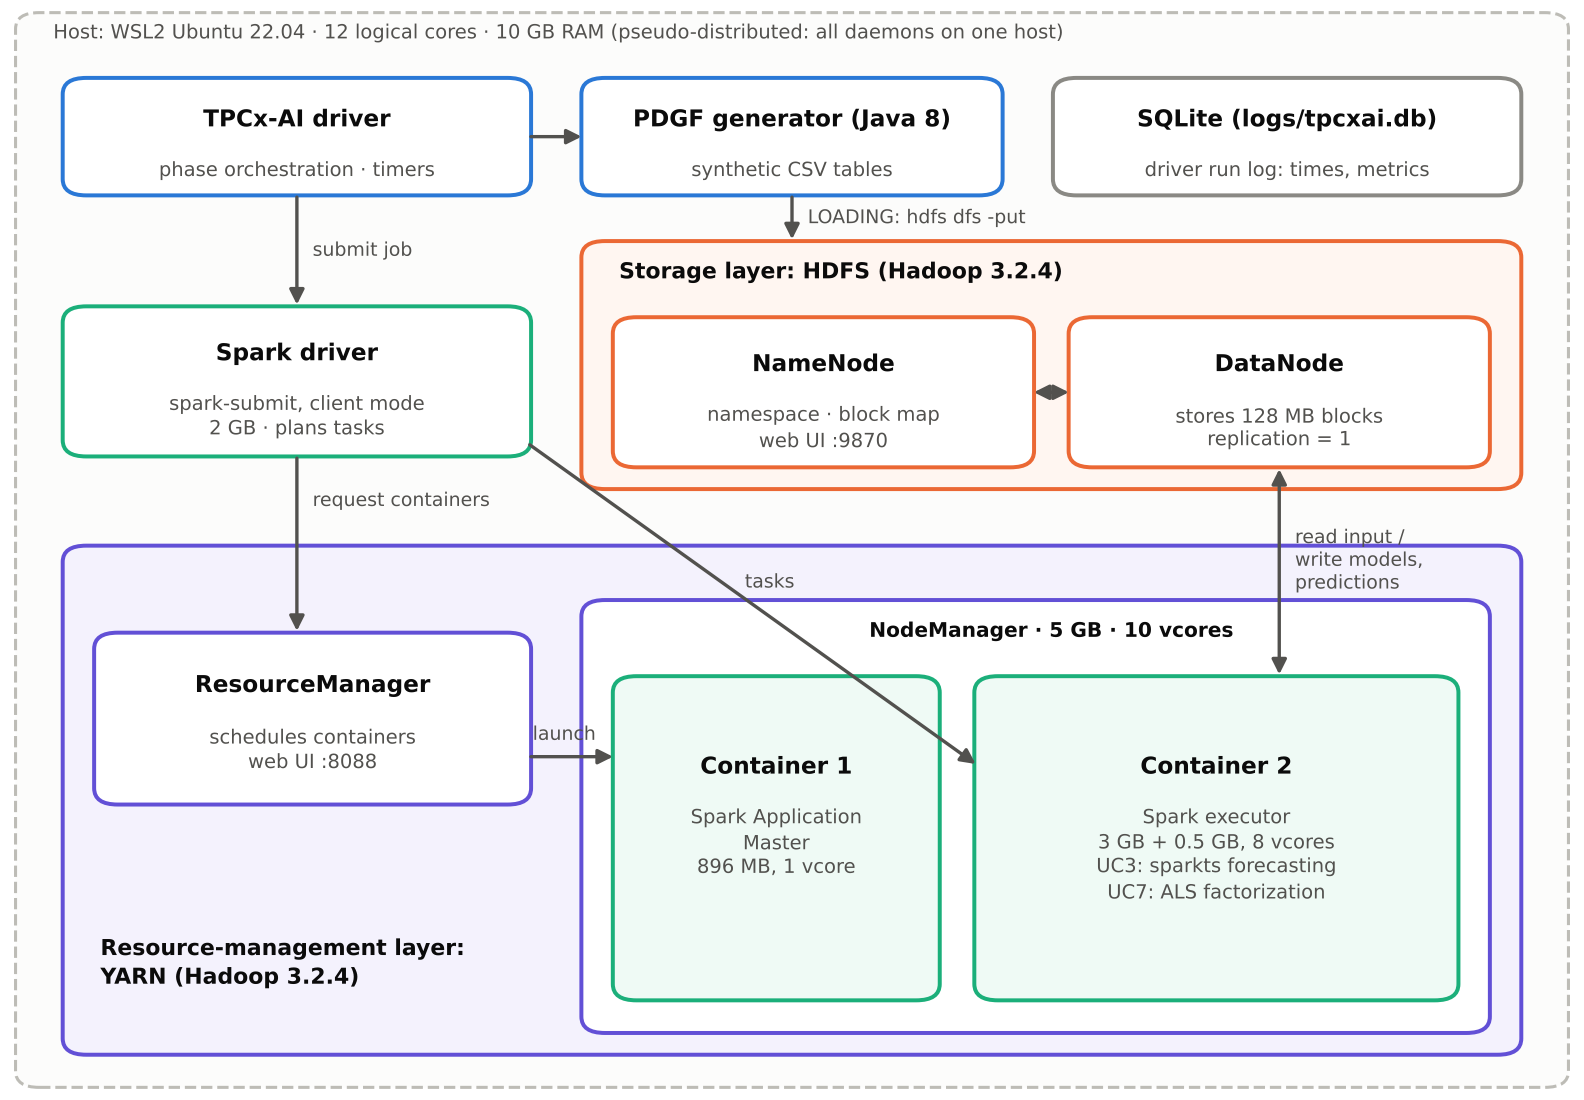 Host: WSL2 Ubuntu 22.04 · 12 logical cores · 10 GB RAM (pseudo-distributed: all daemons on one host)
TPCx-AI driver
phase orchestration · timers
PDGF generator (Java 8)
synthetic CSV tables
SQLite (logs/tpcxai.db)
driver run log: times, metrics
LOADING: hdfs dfs -put
submit job
Storage layer: HDFS (Hadoop 3.2.4)
Spark driver
spark-submit, client mode
2 GB · plans tasks
NameNode
namespace · block map
web UI :9870
DataNode
stores 128 MB blocks
replication = 1
request containers
read input /
write models,
predictions
tasks
NodeManager · 5 GB · 10 vcores
ResourceManager
schedules containers
web UI :8088
launch
Container 1
Spark Application
Master
896 MB, 1 vcore
Container 2
Spark executor
3 GB + 0.5 GB, 8 vcores
UC3: sparkts forecasting
UC7: ALS factorization
Resource-management layer:
YARN (Hadoop 3.2.4)